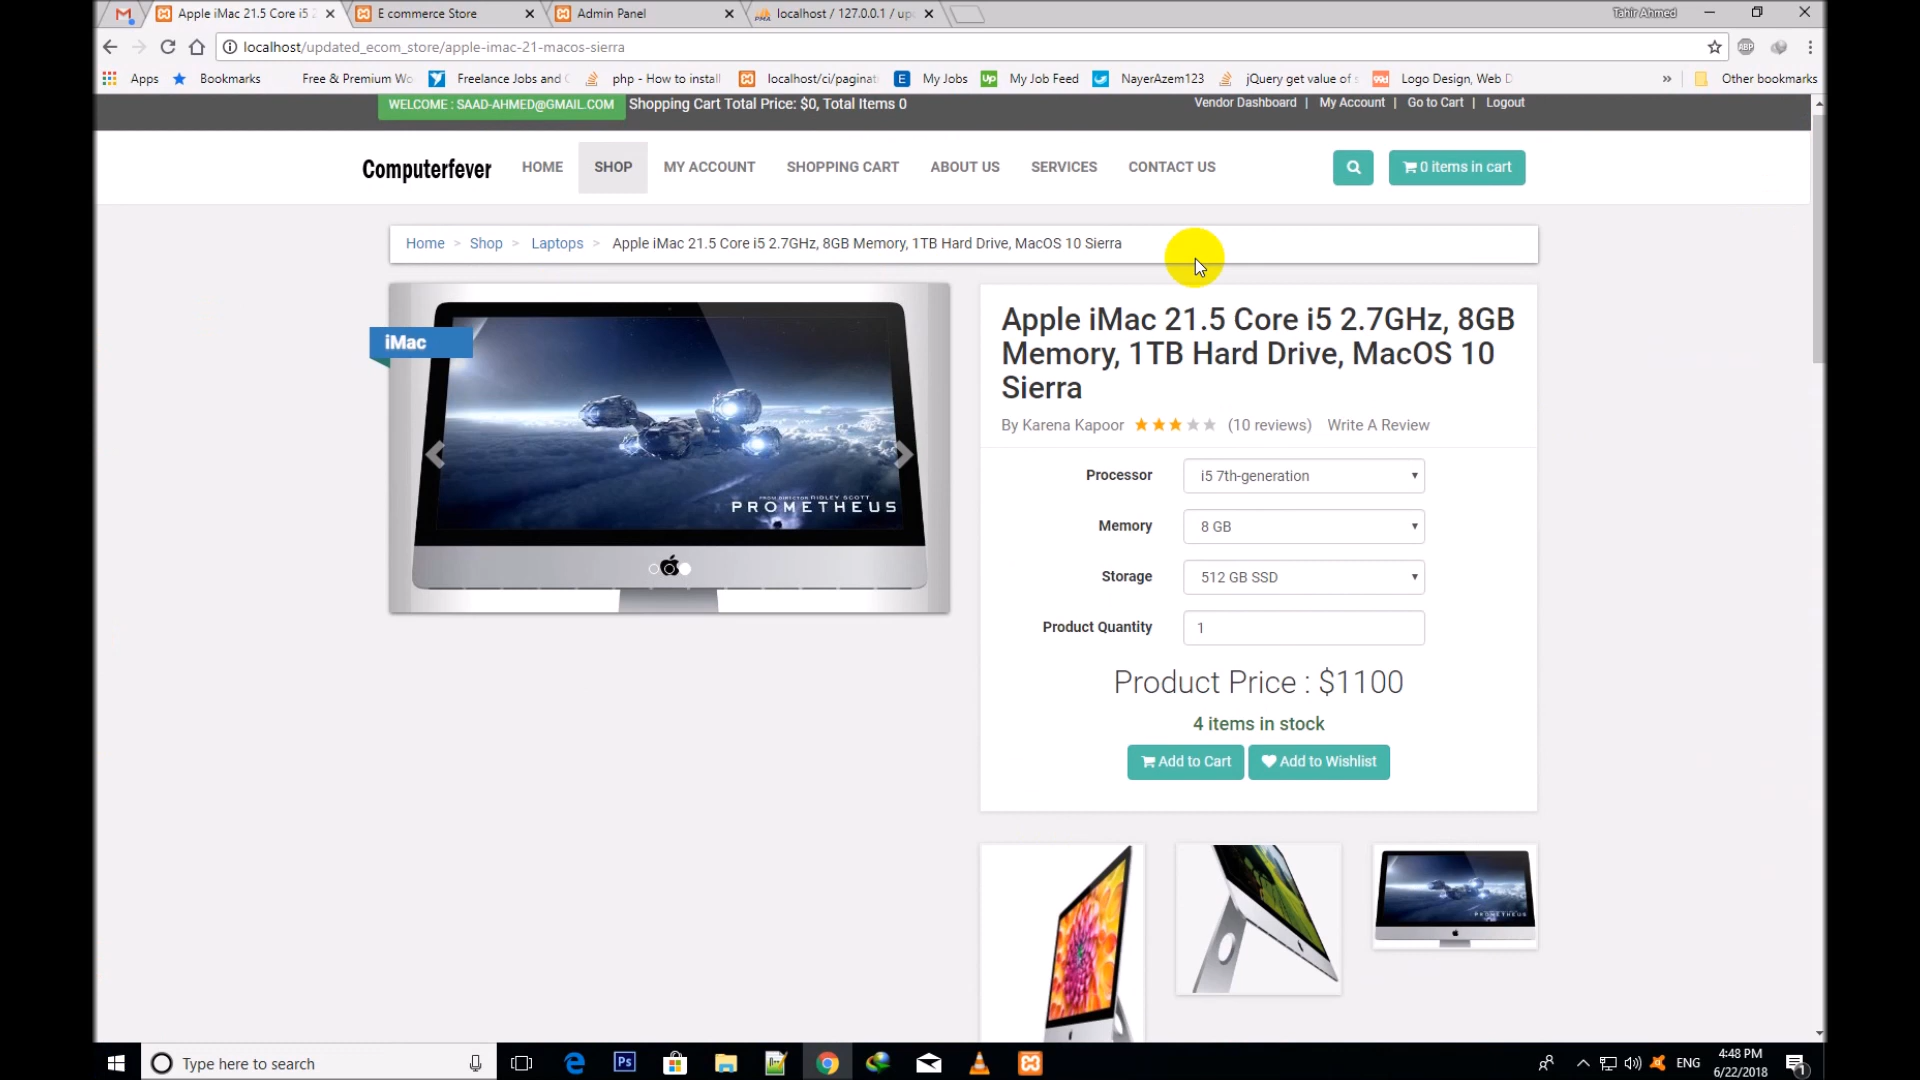 Apple iMac 21.5 Core i5 2
E commerce Store
Admin Panel
localhost / 127.0.0.1 / up
Tahir Ahmed
localhost/updated_ecom_store/apple-imac-21-macos-sierra
ABP
Apps
Bookmarks
Free & Premium Wo
Freelance Jobs and
php - How to install
localhost/ci/paginat
My Jobs
My Job Feed
NayerAzem123
jQuery get value of s
Logo Design, Web D
Other bookmarks
WELCOME : SAAD-AHMED@GMAIL.COM Shopping Cart Total Price: $0, Total Items 0
Vendor Dashboard | My Account | Go to Cart | Logout
Computerfever HOME SHOP MY ACCOUNT SHOPPING CART ABOUT US SERVICES CONTACT US
0 items in cart
Home > Shop > Laptops > Apple iMac 21.5 Core i5 2.7GHz, 8GB Memory, 1TB Hard Drive, MacOS 10 Sierra
iMac
FROM DIRECTOR RIDLEY SCOTT
PROMETHEUS
Apple iMac 21.5 Core i5 2.7GHz, 8GB
Memory, 1TB Hard Drive, MacOS 10
Sierra
By Karena Kapoor (10 reviews) Write A Review
Processor i5 7th-generation
Memory 8 GB
Storage 512 GB SSD
Product Quantity 1
Product Price : $1100
4 items in stock
Add to Cart Add to Wishlist
PROMETHEUS
Type here to search
Ps
ENG
4:48 PM
6/22/2018
1